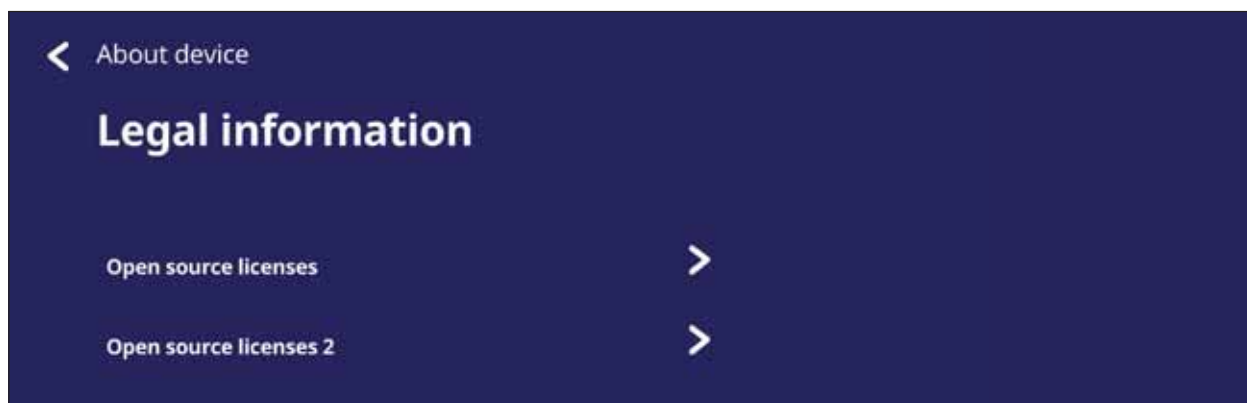 About device
Legal information
Open source licenses
Open source licenses 2